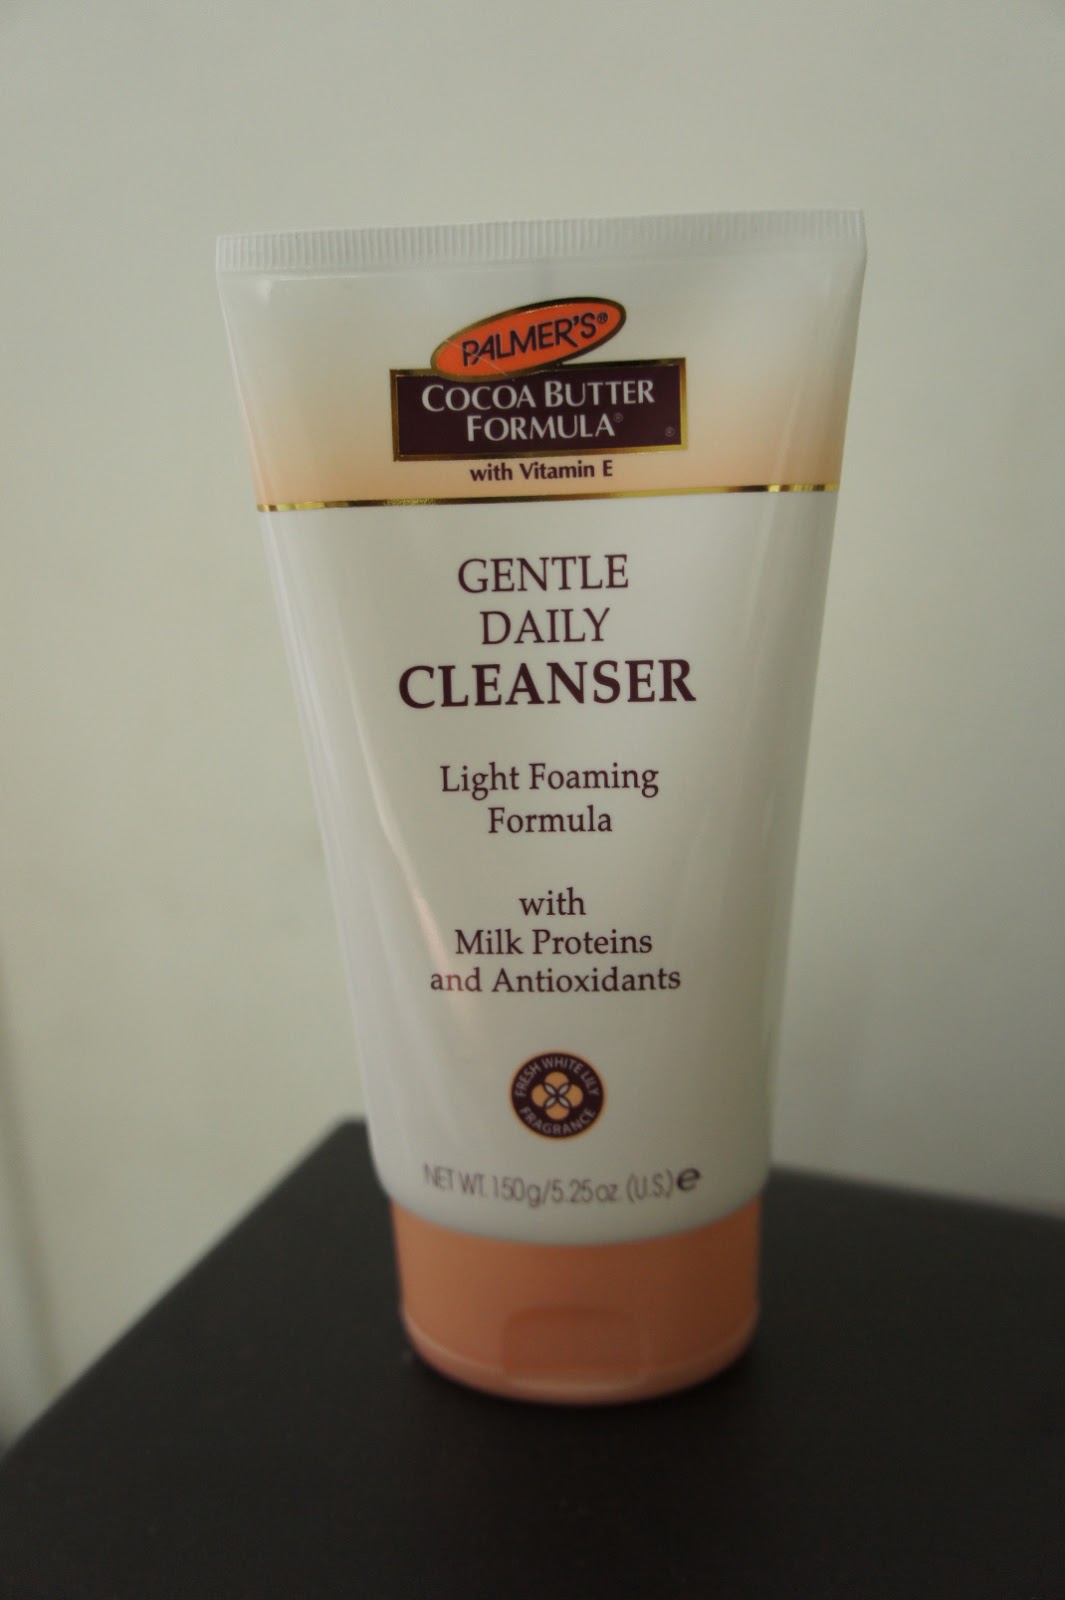 PALMER'S®
COCOA BUTTER
FORMULA®
®
with Vitamin E
GENTLE
DAILY
CLEANSER
Light Foaming
Formula
with
Milk Proteins
and Antioxidants
FRESH WHITE LILY
FRAGRANCE
NET WT. 150g/5.25oz. (U.S.) e